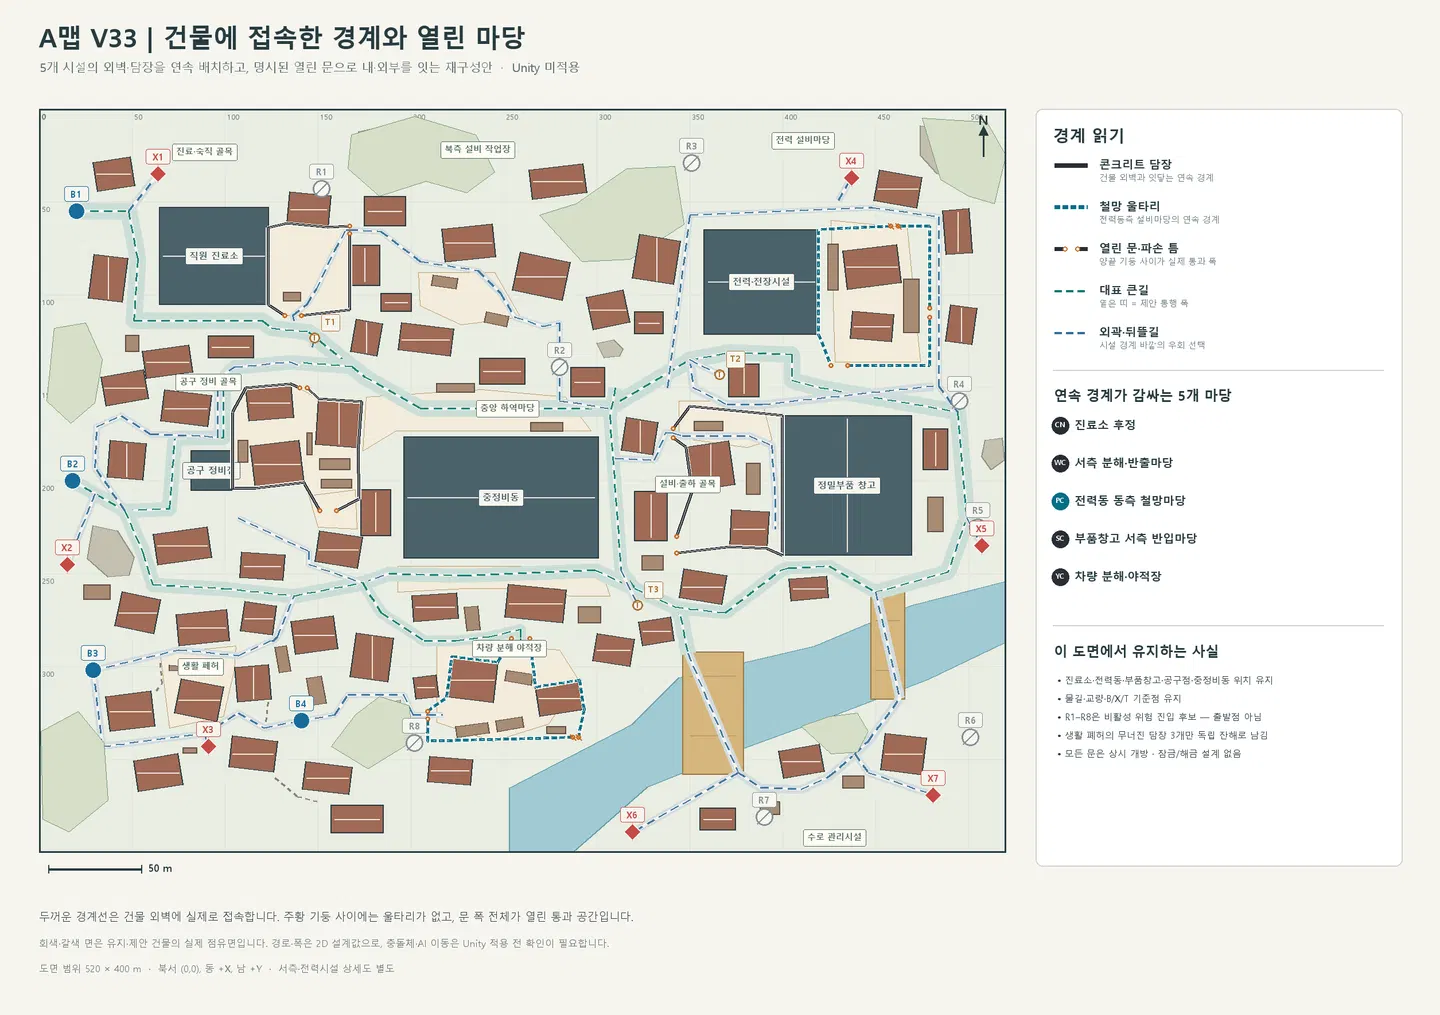 A맵 V33 | 건물에 접속한 경계와 열린 마당
5개 시설의 외벽·담장을 연속 배치하고, 명시된 열린 문으로 내·외부를 잇는 재구성안 · Unity 미적용
0 50 100 150 200 250 300 350 400 450
N
50
100
200
250
300
X1
진료·숙직 골목
R1
북측 설비 작업장
R3
전력 설비마당
X4
B1
직원 진료소
전력·전장시설
T1
R2
T2
R4
공구 정비 골목
중앙 하역마당
B2
공구 정비점
중정비동
설비·출하 골목
정밀부품 창고
R5
X5
X2
T3
B3
생활 폐허
차량 분해 야적장
B4
X3
R8
R6
X6
R7
X7
수로 관리시설
50 m
경계 읽기
콘크리트 담장
건물 외벽과 잇닿는 연속 경계
철망 울타리
전력동동측 설비마당의 연속 경계
열린 문·파손 틈
양끝 기둥 사이가 실제 통과 폭
대표 큰길
옅은 띠 = 제안 통행 폭
외곽·뒤뜰길
시설 경계 바깥의 우회 선택
연속 경계가 감싸는 5개 마당
CN 진료소 후정
WC 서측 분해·반출마당
PC 전력동 동측 철망마당
SC 부품창고 서측 반입마당
YC 차량 분해·야적장
이 도면에서 유지하는 사실
• 진료소·전력동·부품창고·공구점·중정비동 위치 유지
• 물길·교량·B/X/T 기준점 유지
• R1–R8은 비활성 위험 진입 후보 — 출발점 아님
• 생활 폐허의 무너진 담장 3개만 독립 잔해로 남김
• 모든 문은 상시 개방 · 잠금/해금 설계 없음
두꺼운 경계선은 건물 외벽에 실제로 접속합니다. 주황 기둥 사이에는 울타리가 없고, 문 폭 전체가 열린 통과 공간입니다.
회색·갈색 면은 유지·제안 건물의 실제 점유면입니다. 경로·폭은 2D 설계값으로, 충돌체·AI 이동은 Unity 적용 전 확인이 필요합니다.
도면 범위 520 × 400 m · 북서 (0,0), 동 +X, 남 +Y · 서측·전력시설 상세도 별도